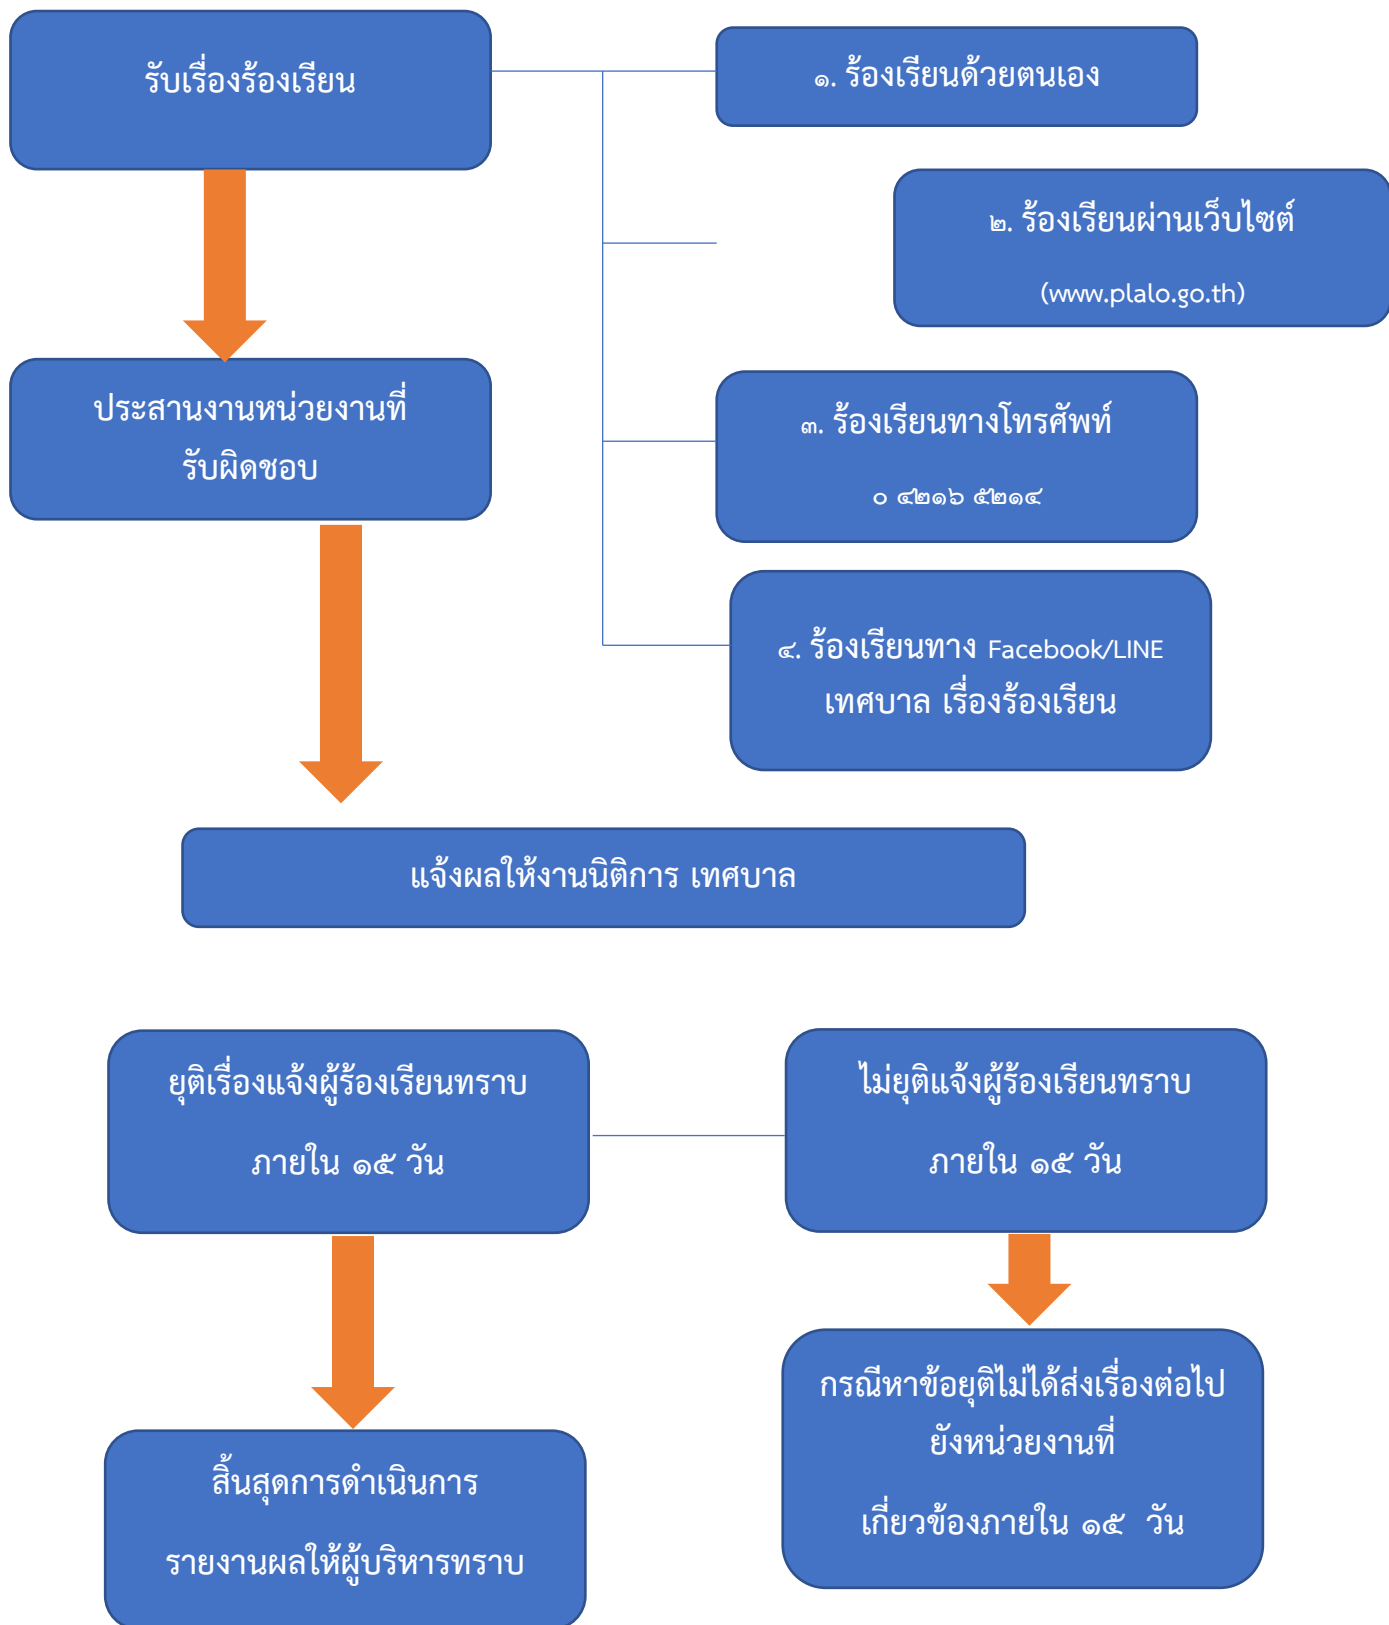 รับเรื่องร้องเรียน
๑. ร้องเรียนด้วยตนเอง
๒. ร้องเรียนผ่านเว็บไซต์
(www.plalo.go.th)
ประสานงานหน่วยงานที่
รับผิดชอบ
๓. ร้องเรียนทางโทรศัพท์
๐ ๔๒๑๖ ๕๒๑๔
๔. ร้องเรียนทาง Facebook/LINE
เทศบาล เรื่องร้องเรียน
แจ้งผลให้งานนิติการ เทศบาล
ยุติเรื่องแจ้งผู้ร้องเรียนทราบ
ภายใน ๑๕ วัน
ไม่ยุติแจ้งผู้ร้องเรียนทราบ
ภายใน ๑๕ วัน
สิ้นสุดการดำเนินการ
รายงานผลให้ผู้บริหารทราบ
กรณีหาข้อยุติไม่ได้ส่งเรื่องต่อไป
ยังหน่วยงานที่
เกี่ยวข้องภายใน ๑๕ วัน